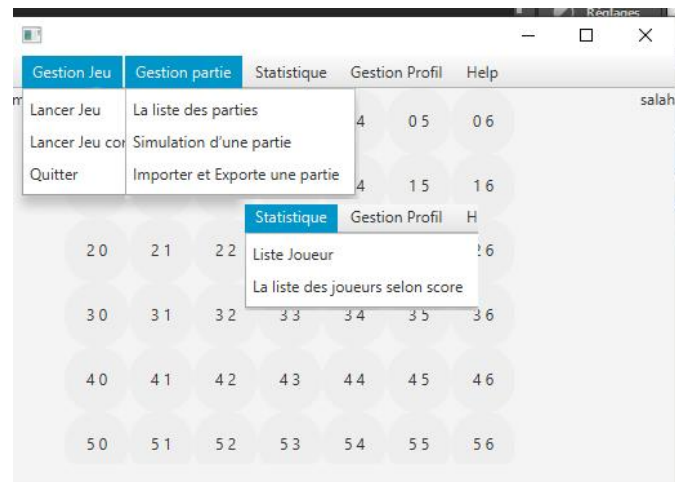 Réglages
Gestion Jeu Gestion partie Statistique Gestion Profil Help
salah
Lancer Jeu La liste des parties 4 0 5 0 6
Lancer Jeu Simulation d'une partie
Quitter Importer et Exporte une partie 4 1 5 1 6
Statistique Gestion Profil
2 0 2 1 2 2 Liste Joueur 2 6
La liste des joueurs selon score
3 0 3 1 3 2 3 3 3 4 3 5 3 6
4 0 4 1 4 2 4 3 4 4 4 5 4 6
5 0 5 1 5 2 5 3 5 4 5 5 5 6